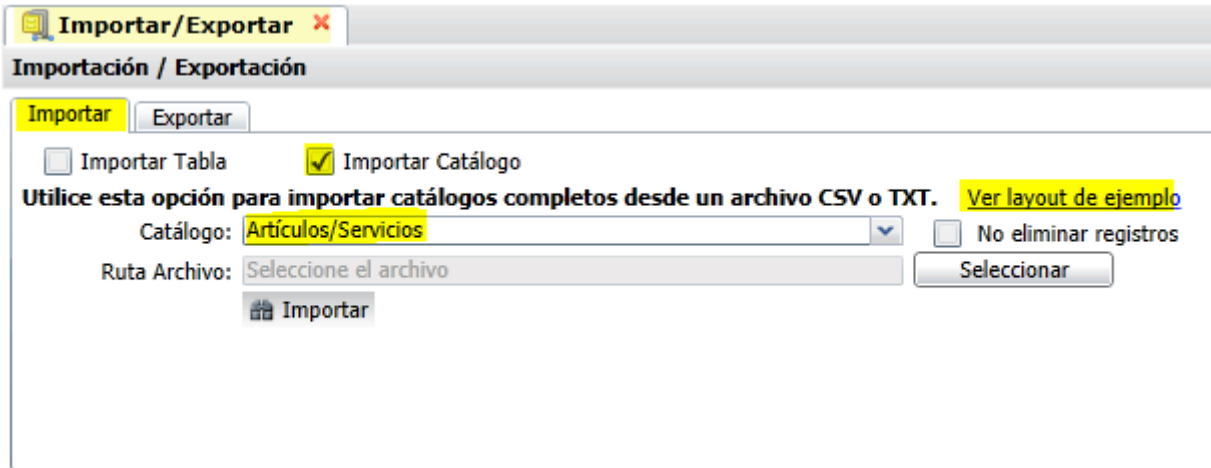 Importar/Exportar
Importación / Exportación
Importar Exportar
Importar Tabla Importar Catálogo
Utilice esta opción para importar catálogos completos desde un archivo CSV o TXT. Ver layout de ejemplo
Catálogo: Artículos/Servicios No eliminar registros
Ruta Archivo: Seleccione el archivo Seleccionar
Importar